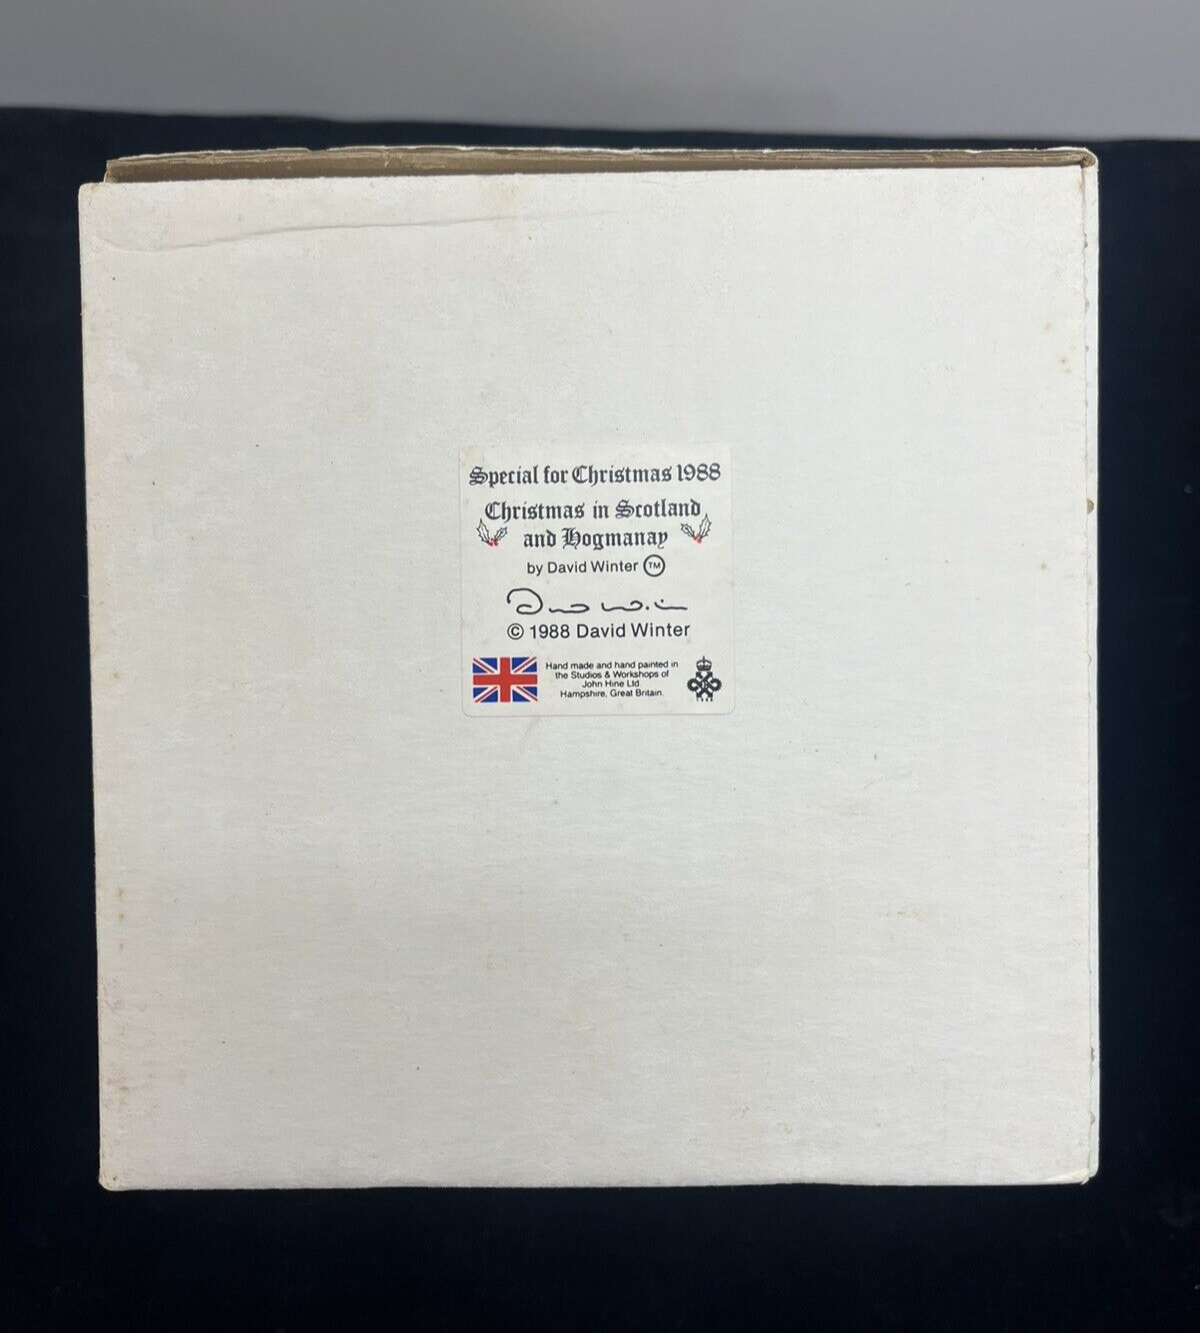 Special for Christmas 1988
Christmas in Scotland
and Hogmanay
by David Winter ™
© 1988 David Winter
Hand made and hand painted in
the Studios & Workshops of
John Hine Ltd.
Hampshire, Great Britain.